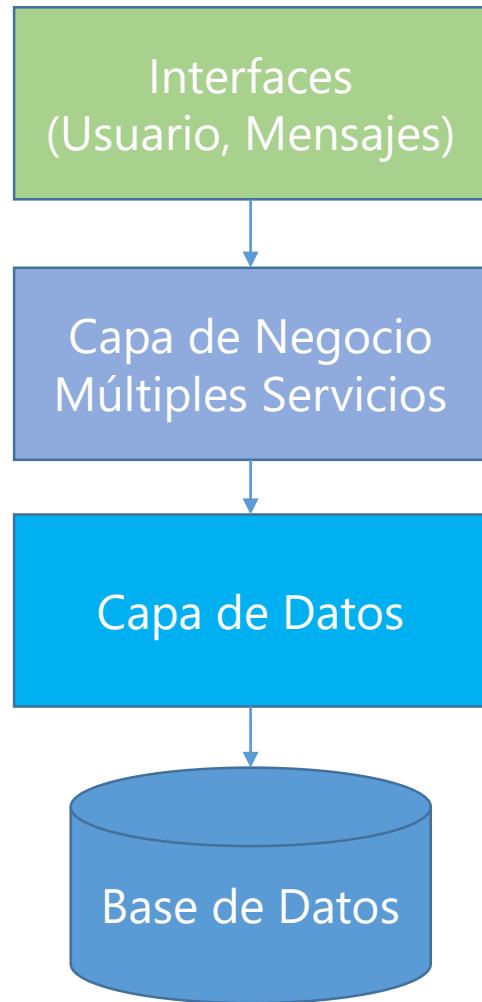 Interfaces
(Usuario, Mensajes)
Capa de Negocio
Múltiples Servicios
Capa de Datos
Base de Datos